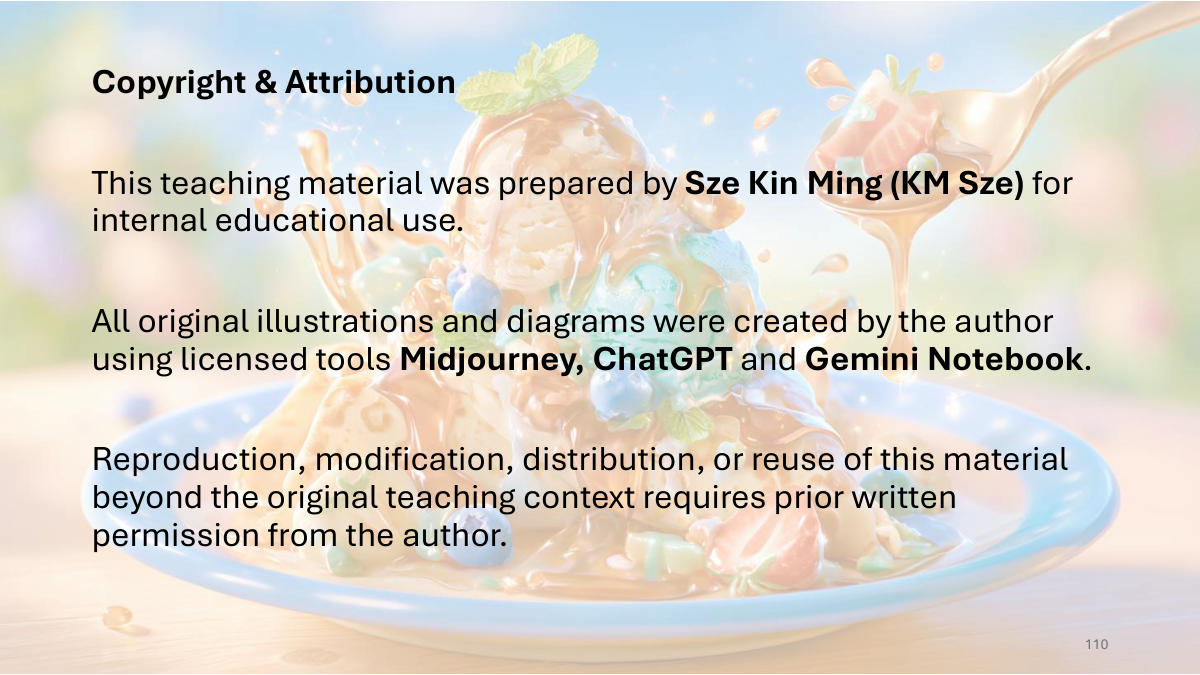 Copyright & Attribution
This teaching material was prepared by Sze Kin Ming (KM Sze) for
internal educational use.
All original illustrations and diagrams were created by the author
using licensed tools Midjourney, ChatGPT and Gemini Notebook.
Reproduction, modification, distribution, or reuse of this material
beyond the original teaching context requires prior written
permission from the author.
110